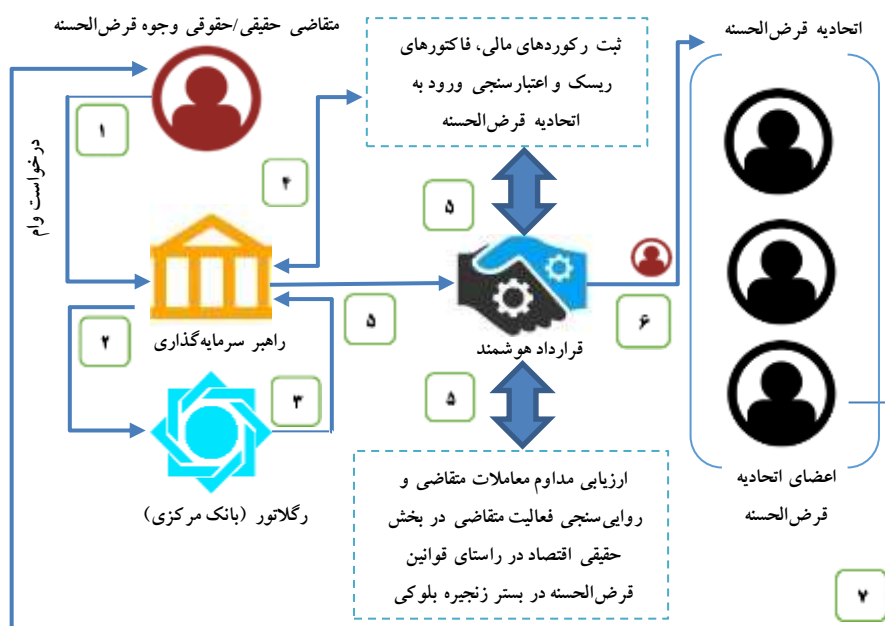 متقاضی حقیقی/حقوقی وجوه قرض‌الحسنه
اتحادیه قرض‌الحسنه
ثبت رکوردهای مالی، فاکتورهای
ریسک و اعتبارسنجی ورود به
اتحادیه قرض‌الحسنه
درخواست وام
۱
۴
۵
راهبر سرمایه‌گذاری
۲
۵
قرارداد هوشمند
۶
۳
۵
رگلاتور (بانک مرکزی)
ارزیابی مداوم معاملات متقاضی و
روایی‌سنجی فعالیت متقاضی در بخش
حقیقی اقتصاد در راستای قوانین
قرض‌الحسنه در بستر زنجیره بلوکی
اعضای اتحادیه
قرض‌الحسنه
۷